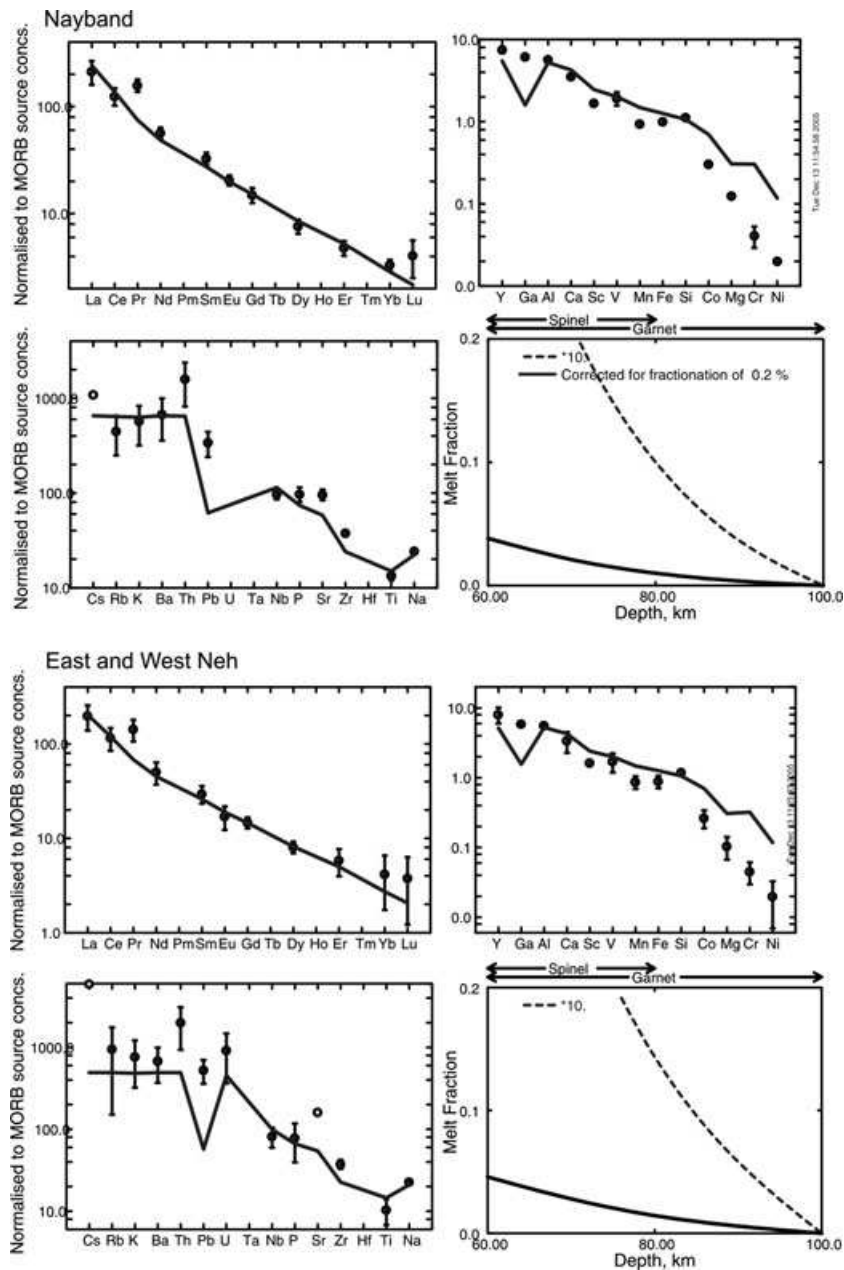 Nayband
Normalised to MORB source concs.
100.0
10.0
La Ce Pr Nd Pm Sm Eu Gd Tb Dy Ho Er Tm Yb Lu
10.0
1.0
0.1
0.0
Y Ga Al Ca Sc V Mn Fe Si Co Mg Cr Ni
Tue Dec 13 11:54:58 2005
Normalised to MORB source concs.
1000.0
100.0
10.0
Cs Rb K Ba Th Pb U Ta Nb P Sr Zr Hf Ti Na
Spinel
Garnet
Melt Fraction
0.2
0.1
0.0
*10.
Corrected for fractionation of 0.2 %
60.00 80.00 100.0
Depth, km
East and West Neh
Normalised to MORB source concs.
100.0
10.0
1.0
La Ce Pr Nd Pm Sm Eu Gd Tb Dy Ho Er Tm Yb Lu
10.0
1.0
0.1
0.0
Y Ga Al Ca Sc V Mn Fe Si Co Mg Cr Ni
Normalised to MORB source concs.
1000.0
100.0
10.0
Cs Rb K Ba Th Pb U Ta Nb P Sr Zr Hf Ti Na
Spinel
Garnet
Melt Fraction
0.2
0.1
0.0
*10.
60.00 80.00 100.0
Depth, km